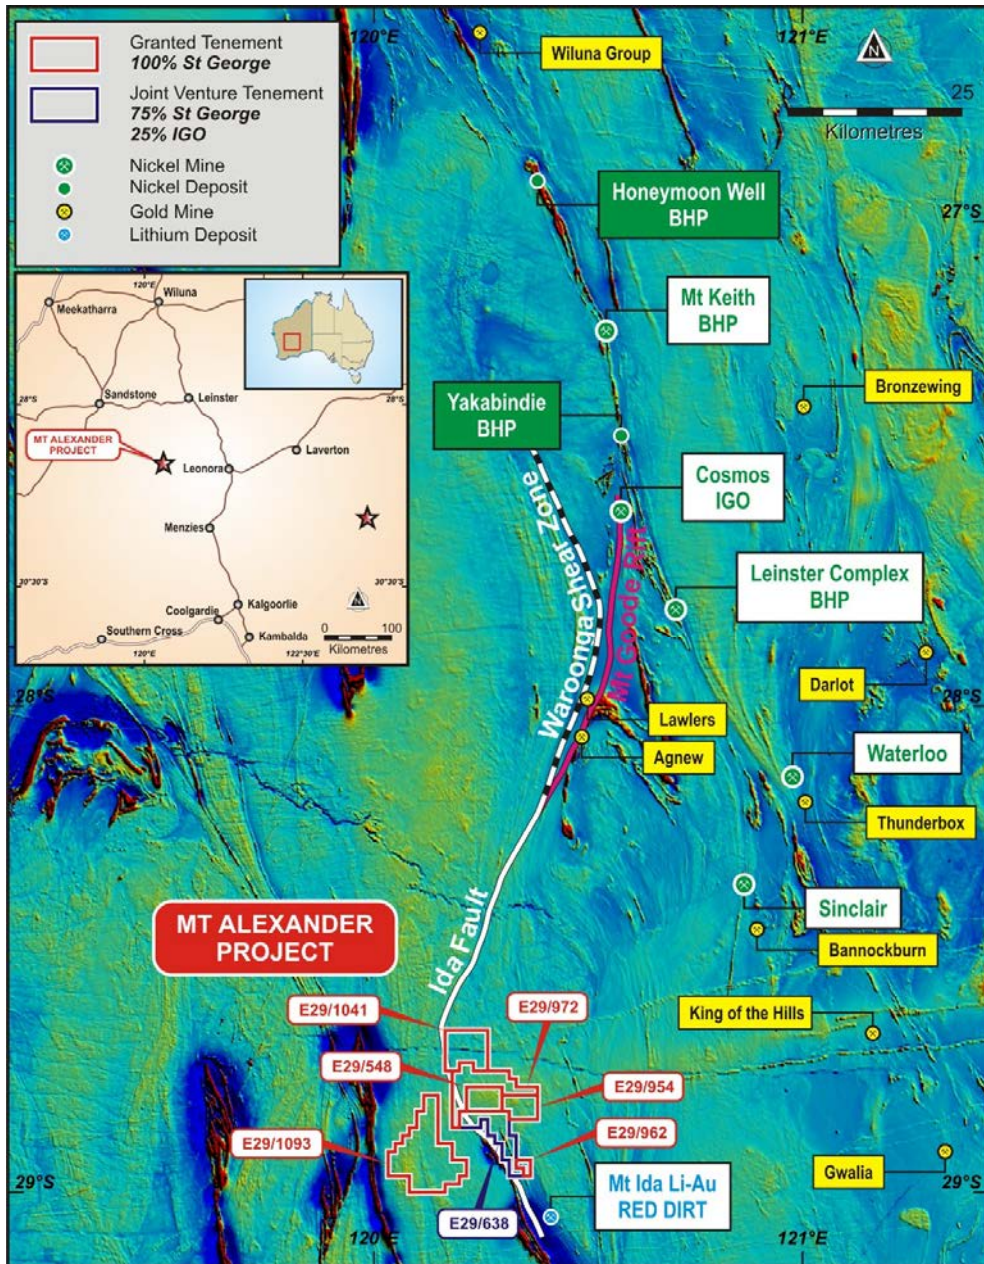 Granted Tenement
100% St George
Joint Venture Tenement
75% St George
25% IGO
Nickel Mine
Nickel Deposit
Gold Mine
Lithium Deposit
120°E
121°E
Wiluna Group
N
0 25
Kilometres
Honeymoon Well
BHP
27°S
Mt Keith
BHP
Bronzewing
Yakabindie
BHP
Cosmos
IGO
Waroonga Shear Zone
Mt Goode Rift
Leinster Complex
BHP
Darlot
28°S
Lawlers
Agnew
Waterloo
Thunderbox
Sinclair
Bannockburn
Ida Fault
MT ALEXANDER
PROJECT
King of the Hills
E29/1041
E29/972
E29/548
E29/954
E29/1093
E29/962
E29/638
Mt Ida Li-Au
RED DIRT
Gwalia
29°S
29°S
120°E
121°E
120°E
Wiluna
Meekatharra
28°S
Sandstone
Leinster
MT ALEXANDER
PROJECT
Laverton
Leonora
Menzies
30°30'S
30°30'S
N
Kalgoorlie
Coolgardie
Southern Cross
Kambalda
0 100
Kilometres
120°E
122°30'E